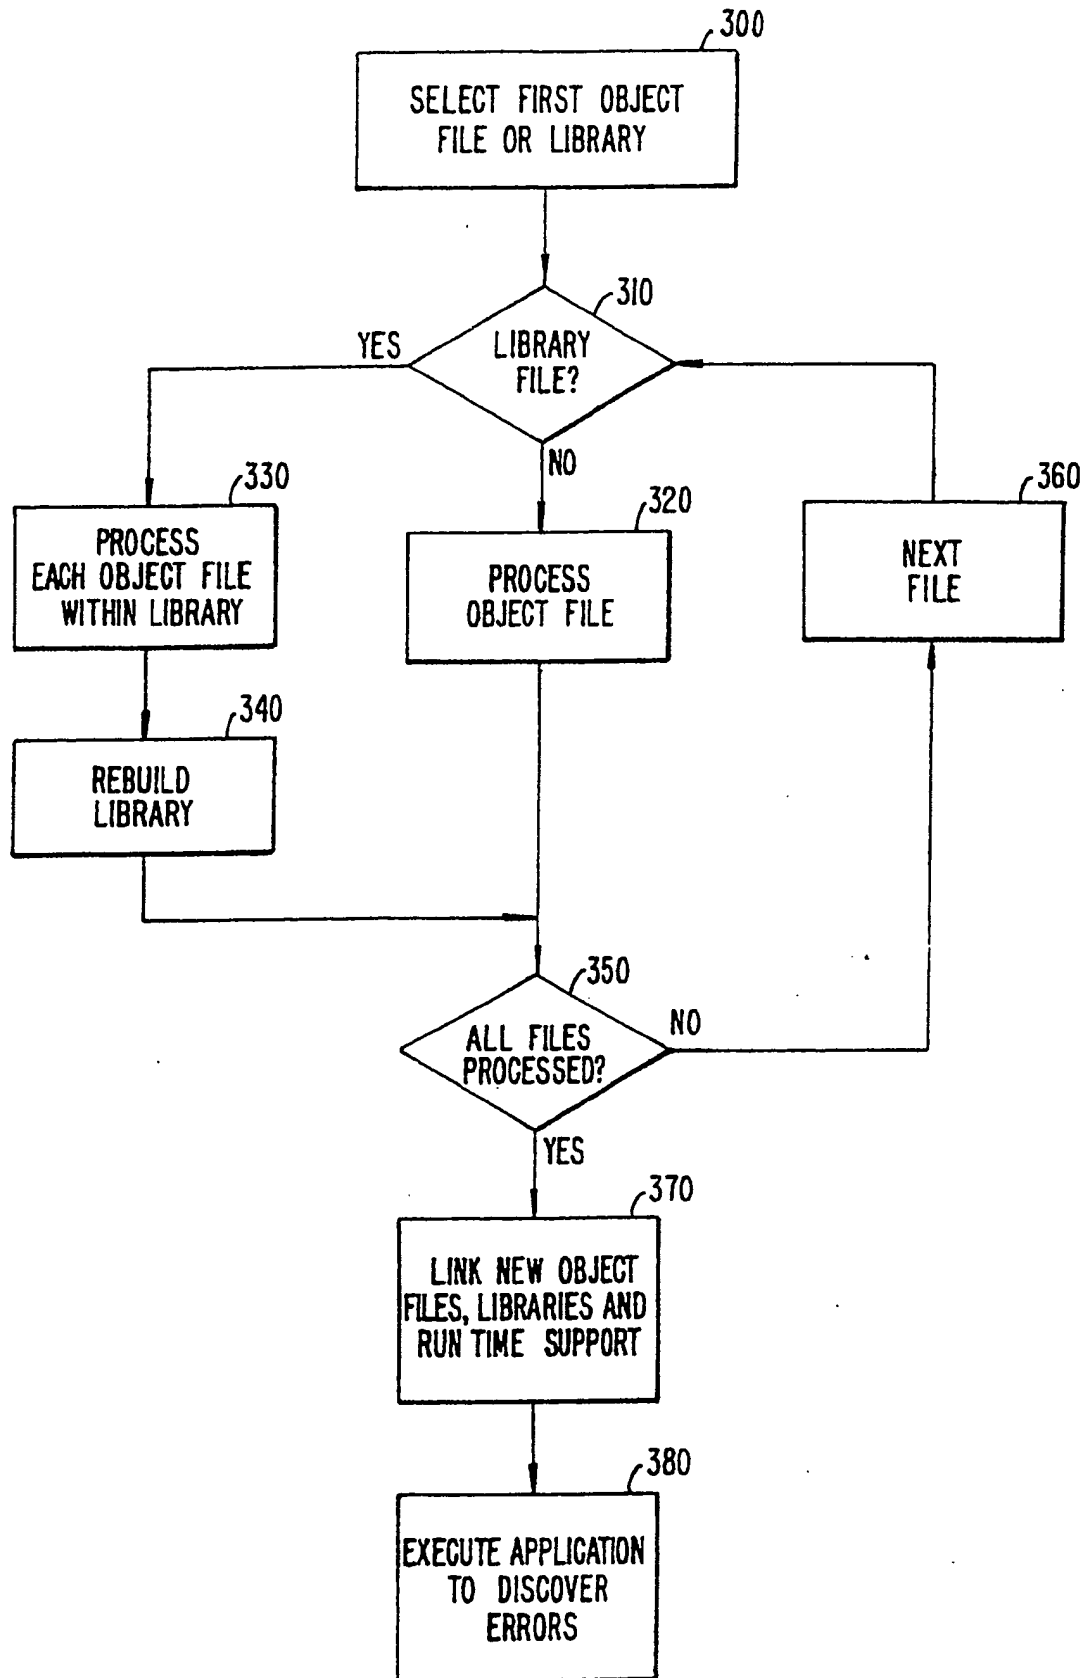 300
SELECT FIRST OBJECT
FILE OR LIBRARY
310
LIBRARY
FILE?
YES
NO
330
PROCESS
EACH OBJECT FILE
WITHIN LIBRARY
320
PROCESS
OBJECT FILE
360
NEXT
FILE
340
REBUILD
LIBRARY
350
ALL FILES
PROCESSED?
NO
YES
370
LINK NEW OBJECT
FILES, LIBRARIES AND
RUN TIME SUPPORT
380
EXECUTE APPLICATION
TO DISCOVER
ERRORS